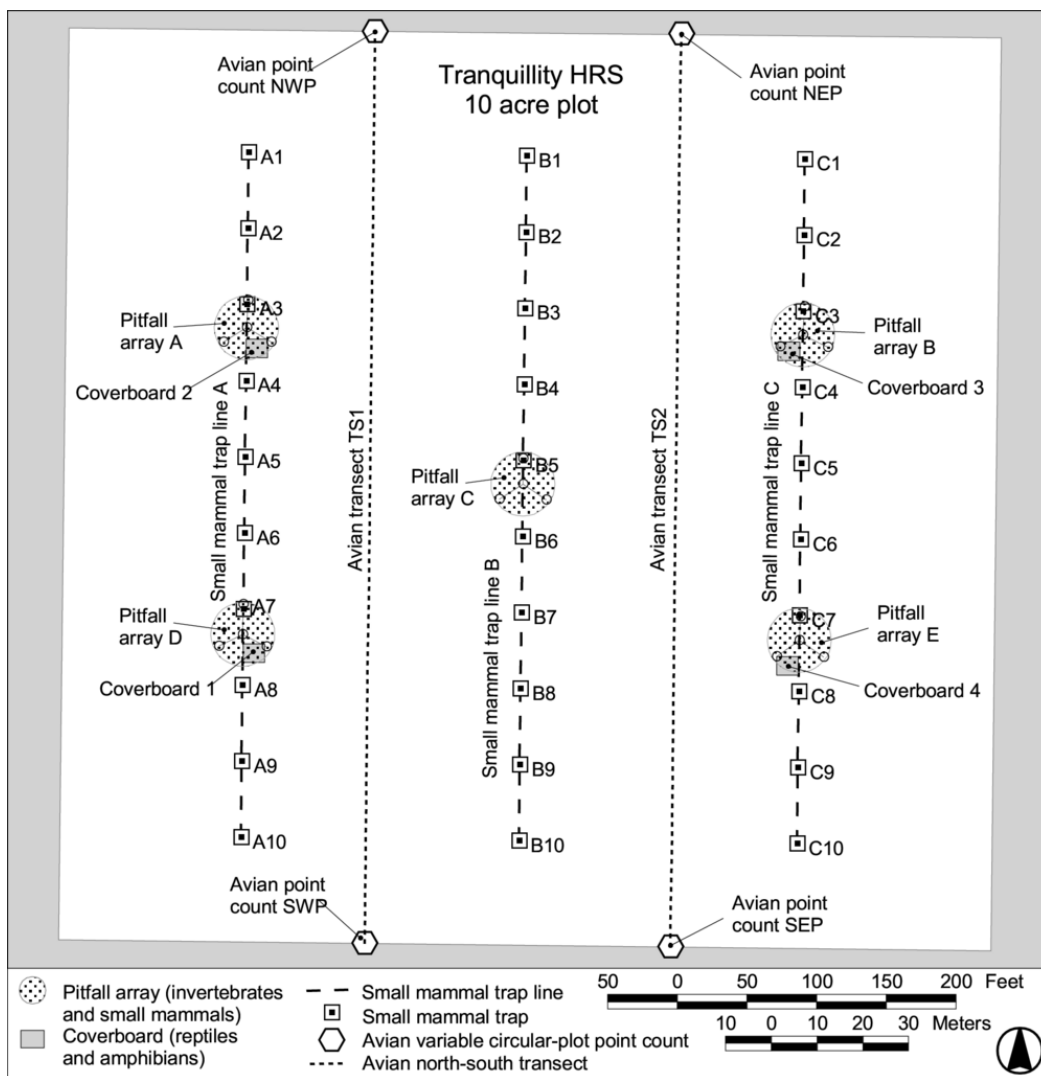 Avian point
count NWP
Tranquillity HRS
10 acre plot
Avian point
count NEP
A1
B1
C1
A2
B2
C2
A3
B3
C3
Pitfall
array A
Pitfall
array B
Coverboard 2
A4
B4
C4
Coverboard 3
Small mammal trap line A
Avian transect TS1
Small mammal trap line B
Avian transect TS2
Small mammal trap line C
A5
B5
C5
Pitfall
array C
A6
B6
C6
A7
B7
C7
Pitfall
array D
Pitfall
array E
Coverboard 1
A8
B8
C8
Coverboard 4
A9
B9
C9
A10
B10
C10
Avian point
count SWP
Avian point
count SEP
Pitfall array (invertebrates
and small mammals)
Coverboard (reptiles
and amphibians)
Small mammal trap line
Small mammal trap
Avian variable circular-plot point count
Avian north-south transect
50 0 50 100 150 200 Feet
10 0 10 20 30 Meters